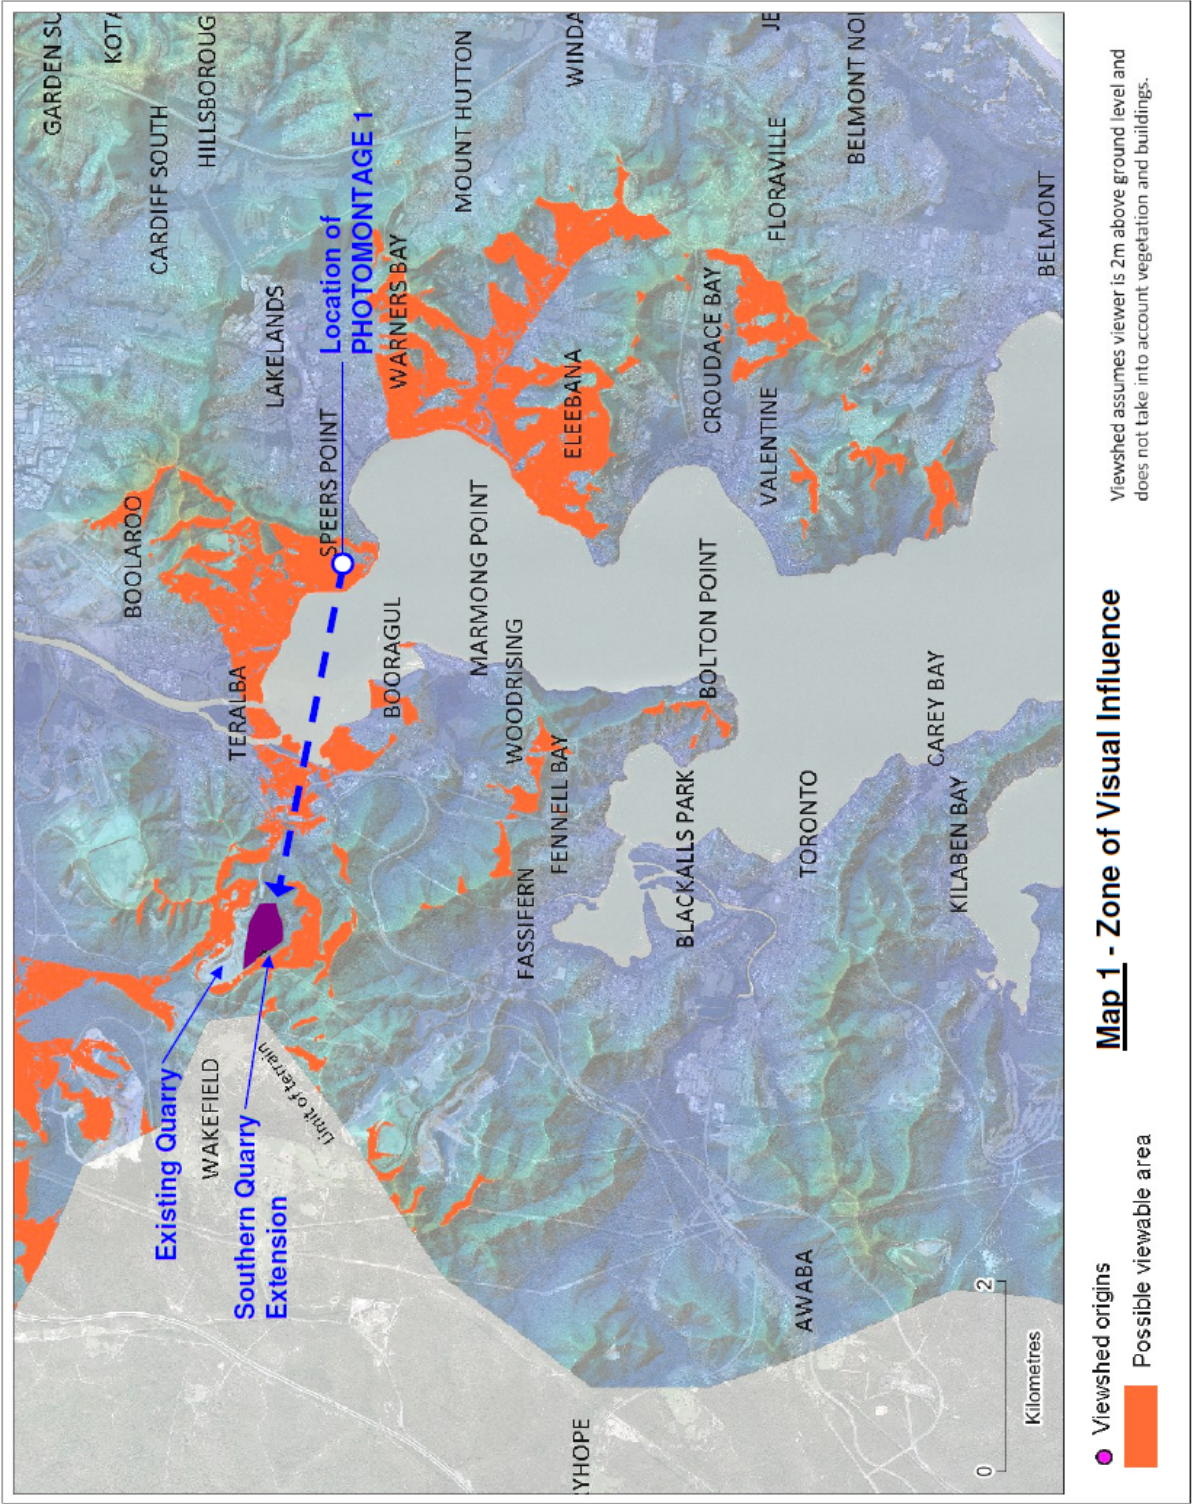 GARDEN SU
KOTA
CARDIFF SOUTH
HILLSBOROUG
MOUNT HUTTON
WINDA
JE
BELMONT NOI
LAKELANDS
Location of
PHOTOMONTAGE 1
WARNERS BAY
FLORAVILLE
BELMONT
BOOLAROO
SPEERS POINT
ELEEBANA
CROUDACE BAY
VALENTINE
TERALBA
BOORAGUL
MARMONG POINT
WOODRISING
BOLTON POINT
FENNELL BAY
FASSIFERN
BLACKALLS PARK
TORONTO
CAREY BAY
KILABEN BAY
Existing Quarry
WAKEFIELD
Limit of terrain
Southern Quarry
Extension
AWABA
YHOPE
0
2
Kilometres
Viewshed origins
Possible viewable area
Map 1 - Zone of Visual Influence
Viewshed assumes viewer is 2m above ground level and
does not take into account vegetation and buildings.